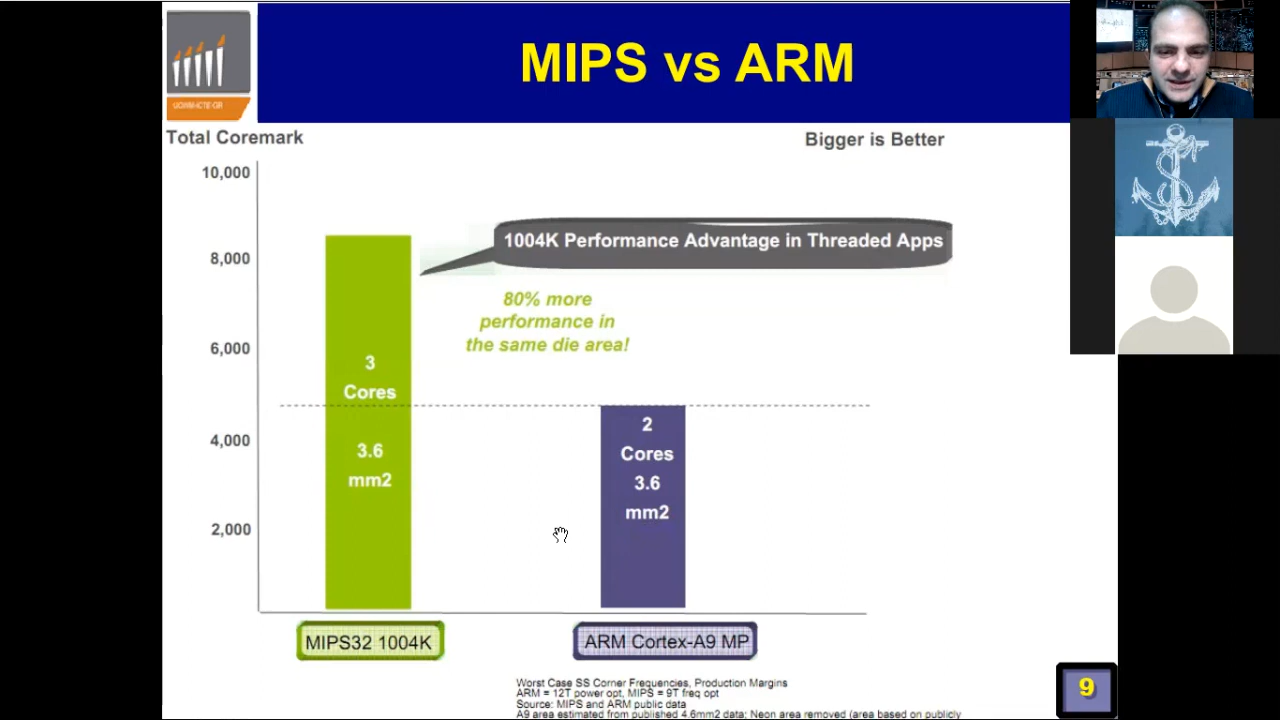 MIPS vs ARM
UOWM-ICTE-GR
Total Coremark
Bigger is Better
10,000
8,000
6,000
4,000
2,000
1004K Performance Advantage in Threaded Apps
80% more
performance in
the same die area!
3
Cores
3.6
mm2
2
Cores
3.6
mm2
MIPS32 1004K
ARM Cortex-A9 MP
Worst Case SS Corner Frequencies, Production Margins
ARM = 12T power opt, MIPS = 9T freq opt
Source: MIPS and ARM public data
A9 area estimated from published 4.6mm2 data; Neon area removed (area based on publicly
9